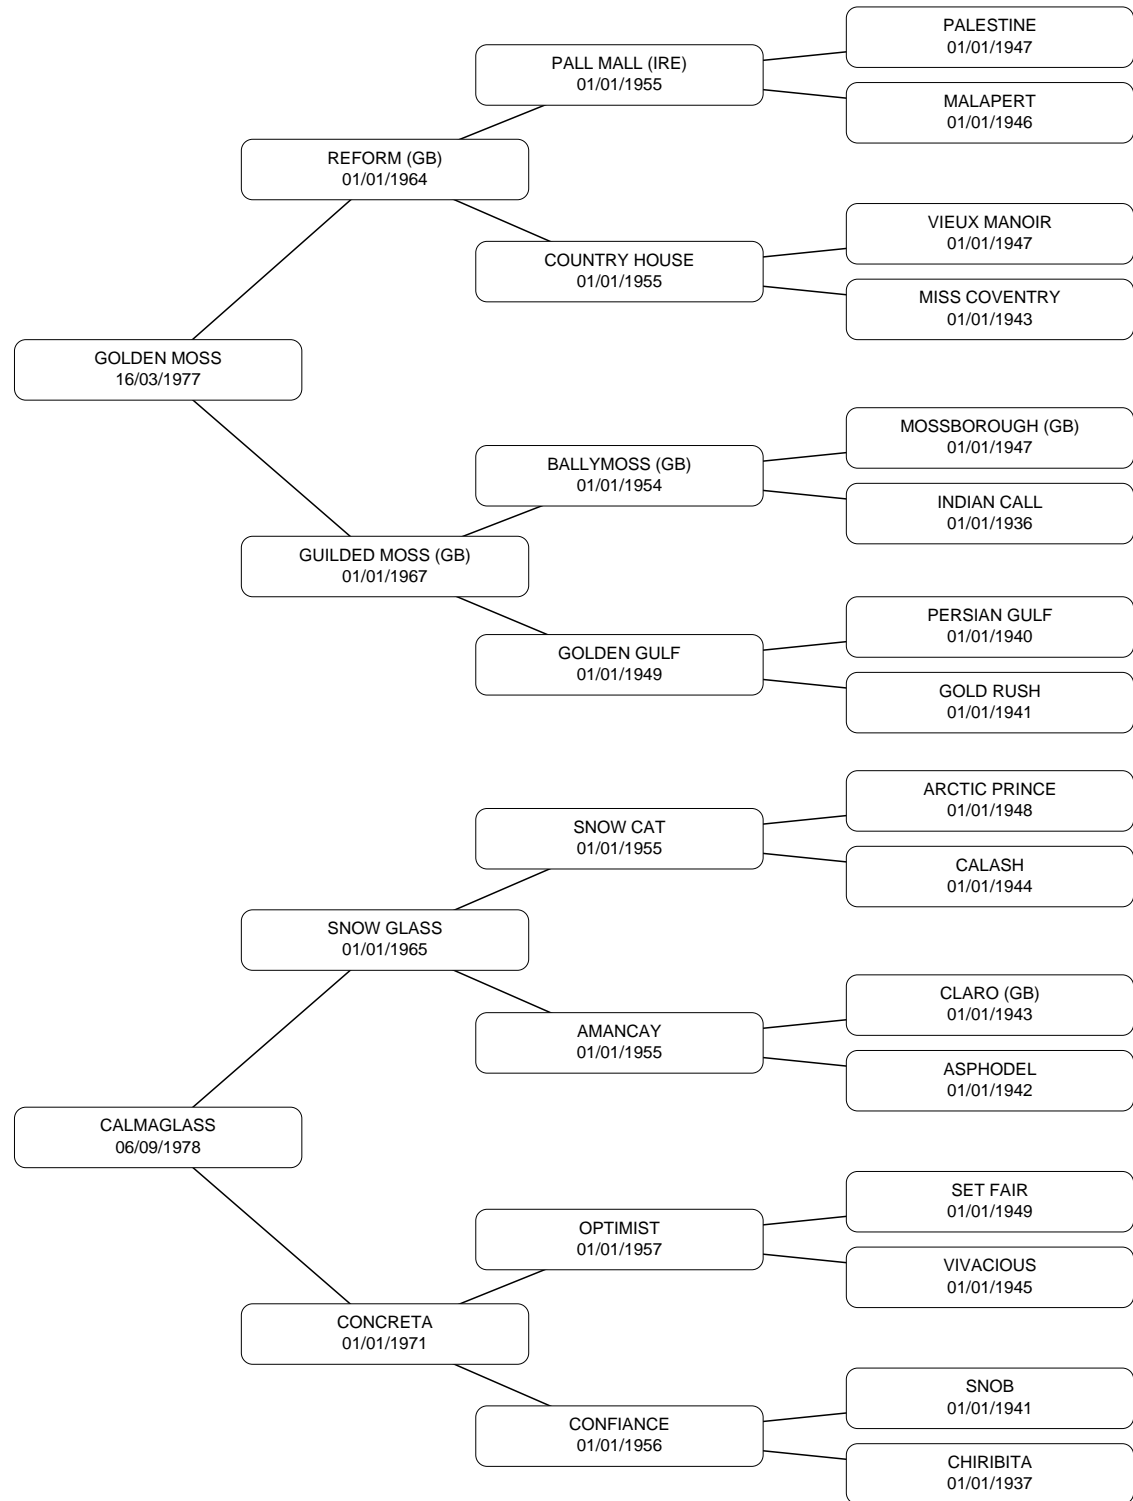 PALESTINE
01/01/1947
PALL MALL (IRE)
01/01/1955
MALAPERT
01/01/1946
REFORM (GB)
01/01/1964
VIEUX MANOIR
01/01/1947
COUNTRY HOUSE
01/01/1955
MISS COVENTRY
01/01/1943
GOLDEN MOSS
16/03/1977
MOSSBOROUGH (GB)
01/01/1947
BALLYMOSS (GB)
01/01/1954
INDIAN CALL
01/01/1936
GUILDED MOSS (GB)
01/01/1967
PERSIAN GULF
01/01/1940
GOLDEN GULF
01/01/1949
GOLD RUSH
01/01/1941
ARCTIC PRINCE
01/01/1948
SNOW CAT
01/01/1955
CALASH
01/01/1944
SNOW GLASS
01/01/1965
CLARO (GB)
01/01/1943
AMANCAY
01/01/1955
ASPHODEL
01/01/1942
CALMAGLASS
06/09/1978
SET FAIR
01/01/1949
OPTIMIST
01/01/1957
VIVACIOUS
01/01/1945
CONCRETA
01/01/1971
SNOB
01/01/1941
CONFIANCE
01/01/1956
CHIRIBITA
01/01/1937